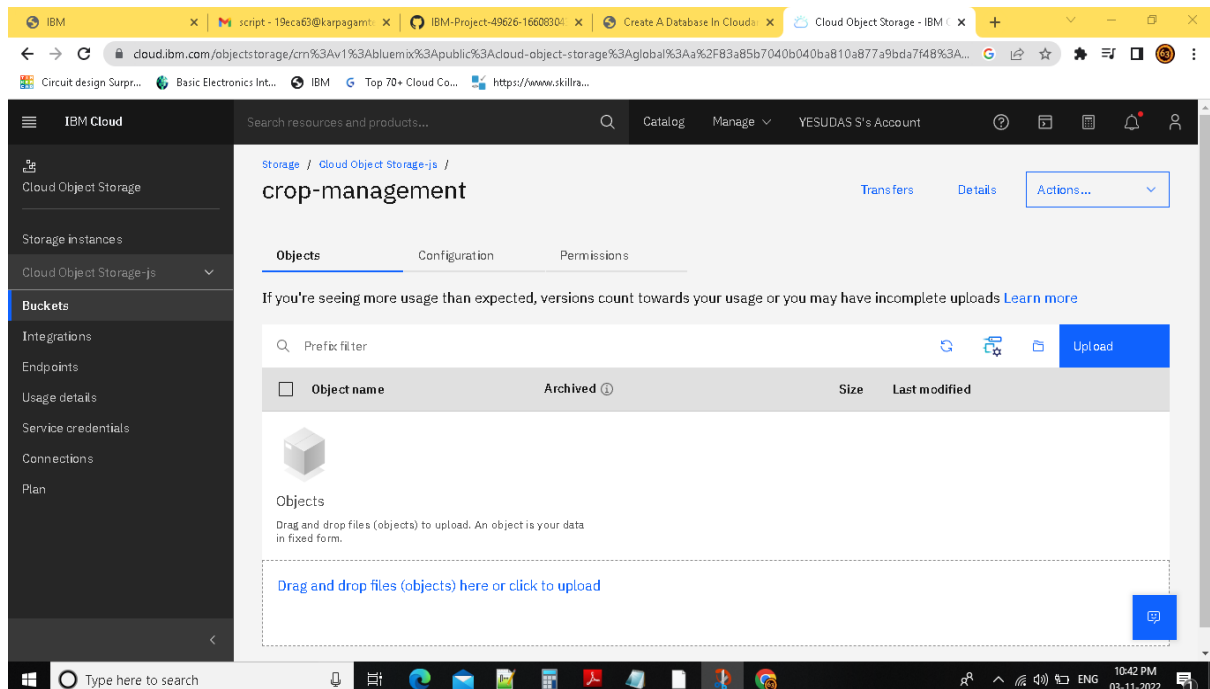 IBM
script - 19eca63@karpagamt
IBM-Project-49626-16608304
Create A Database In Cloudan
Cloud Object Storage - IBM C
cloud.ibm.com/objectstorage/crn%3Av1%3Abluemix%3Apublic%3Acloud-object-storage%3Aglobal%3Aa%2F83a85b7040b040ba810a877a9bda7f48%3A...
63
Circuit design Surpr...
Basic Electronics Int...
IBM
Top 70+ Cloud Co...
https://www.skillra...
IBM Cloud
Search resources and products...
Catalog
Manage
YESUDAS S's Account
Cloud Object Storage
Storage instances
Cloud Object Storage-js
Buckets
Integrations
Endpoints
Usage details
Service credentials
Connections
Plan
Storage / Cloud Object Storage-js /
crop-management
Transfers
Details
Actions...
Objects
Configuration
Permissions
If you're seeing more usage than expected, versions count towards your usage or you may have incomplete uploads Learn more
Prefix filter
Upload
Object name
Archived
Size
Last modified
Objects
Drag and drop files (objects) to upload. An object is your data
in fixed form.
Drag and drop files (objects) here or click to upload
Type here to search
ENG
10:42 PM
03-11-2022